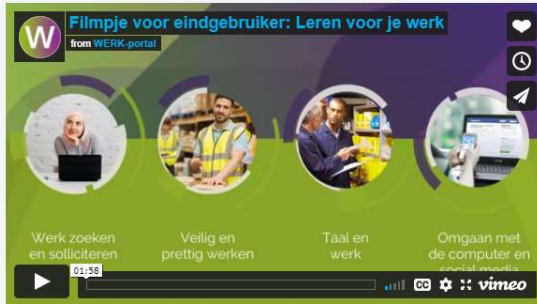 W
Filmpje voor eindgebruiker: Leren voor je werk
from WERK-portal
Werk zoeken
en solliciteren
Veilig en
prettig werken
Taal en
werk
Omgaan met
de computer en
social media
01:58
CC
vimeo